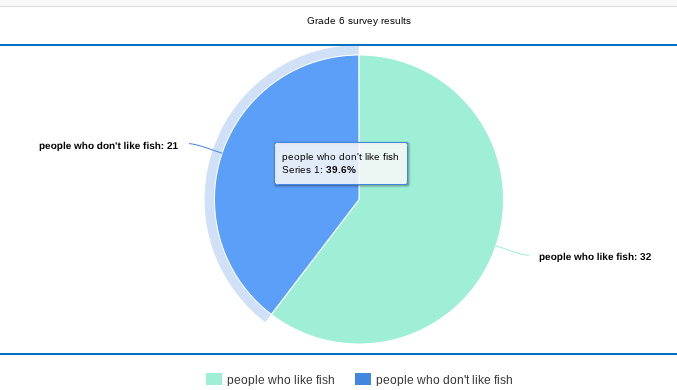 Grade 6 survey results
people who don't like fish: 21
people who don't like fish
Series 1: 39.6%
people who like fish: 32
people who like fish
people who don't like fish